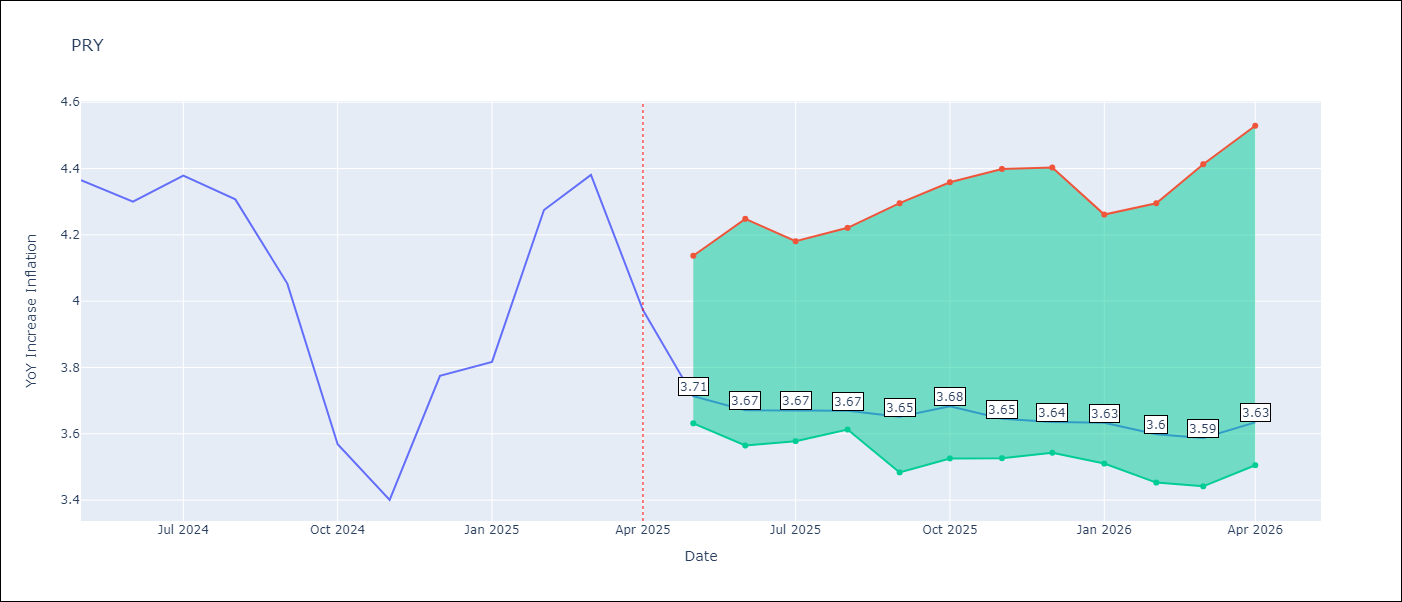 PRY
YoY Increase Inflation
4.6
4.4
4.2
4
3.8
3.6
3.4
3.71
3.67
3.67
3.67
3.65
3.68
3.65
3.64
3.63
3.6
3.59
3.63
Jul 2024
Oct 2024
Jan 2025
Apr 2025
Jul 2025
Oct 2025
Jan 2026
Apr 2026
Date